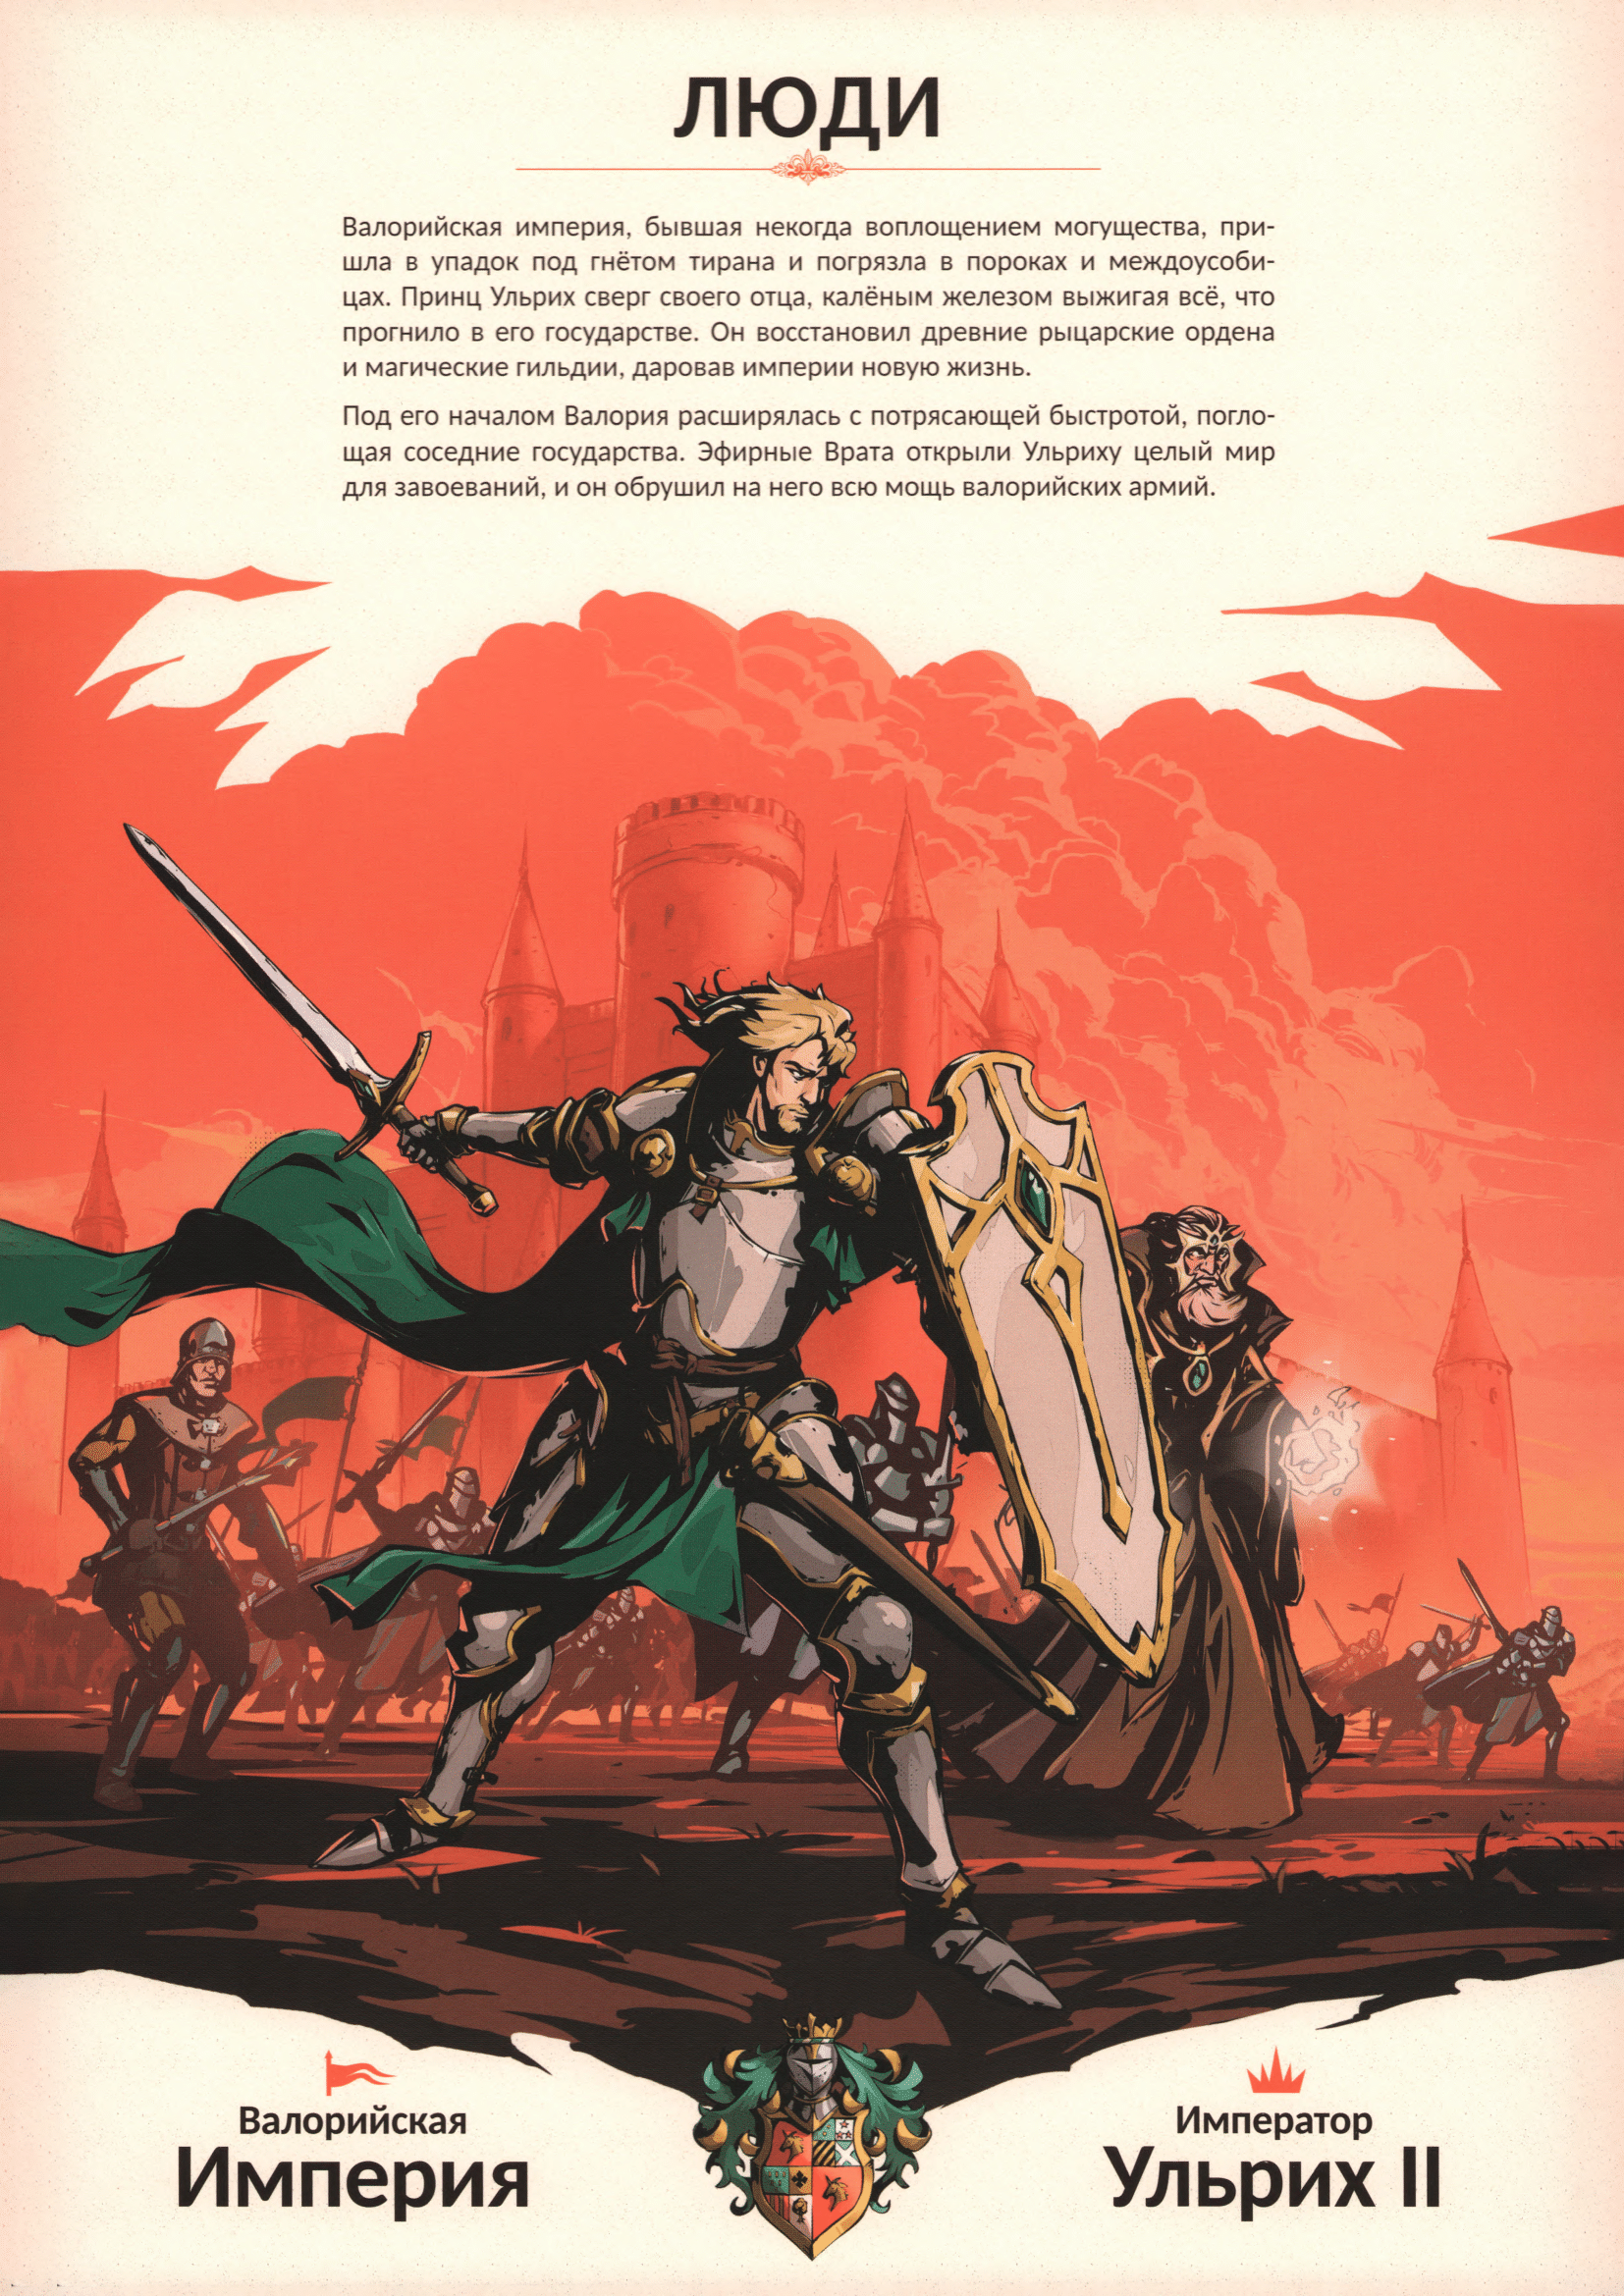 ЛЮДИ
Валорийская империя, бывшая некогда воплощением могущества, при-
шла в упадок под гнётом тирана и погрязла в пороках и междоусоби-
цах. Принц Ульрих сверг своего отца, калёным железом выжигая всё, что
прогнило в его государстве. Он восстановил древние рыцарские ордена
и магические гильдии, даровав империи новую жизнь.
Под его началом Валория расширялась с потрясающей быстротой, погло-
щая соседние государства. Эфирные Врата открыли Ульриху целый мир
для завоеваний, и он обрушил на него всю мощь валорийских армий.
Валорийская
Империя
Император
Ульрих II